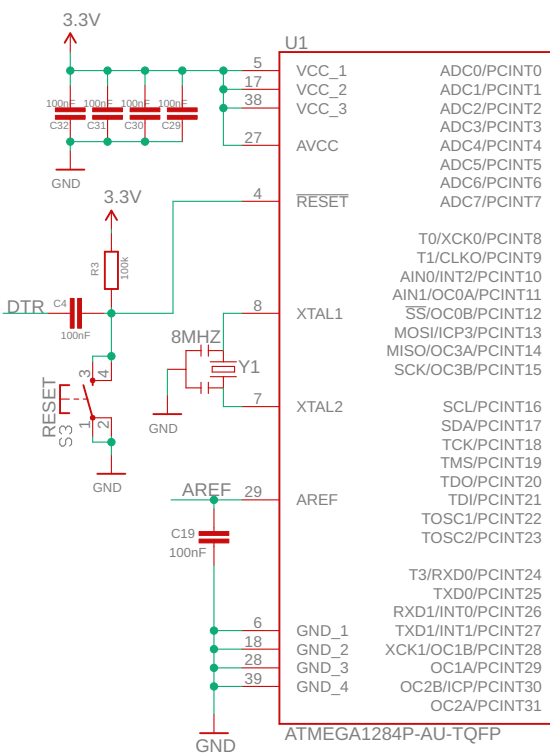 3.3V
U1
5 VCC_1 ADC0/PCINT0
17 VCC_2 ADC1/PCINT1
38 VCC_3 ADC2/PCINT2
ADC3/PCINT3
27 AVCC ADC4/PCINT4
ADC5/PCINT5
ADC6/PCINT6
4 RESET ADC7/PCINT7
100nF 100nF 100nF 100nF
C32 C31 C30 C29
GND
3.3V
T0/XCK0/PCINT8
T1/CLKO/PCINT9
AIN0/INT2/PCINT10
AIN1/OC0A/PCINT11
8 XTAL1 SS/OC0B/PCINT12
MOSI/ICP3/PCINT13
MISO/OC3A/PCINT14
SCK/OC3B/PCINT15
R3
100k
DTR
C4
100nF
8MHZ
Y1
GND
RESET
S3
3 4
1 2
GND
7 XTAL2 SCL/PCINT16
SDA/PCINT17
TCK/PCINT18
TMS/PCINT19
TDO/PCINT20
AREF 29 AREF TDI/PCINT21
TOSC1/PCINT22
TOSC2/PCINT23
C19
100nF
T3/RXD0/PCINT24
TXD0/PCINT25
RXD1/INT0/PCINT26
6 GND_1 TXD1/INT1/PCINT27
18 GND_2 XCK1/OC1B/PCINT28
28 GND_3 OC1A/PCINT29
39 GND_4 OC2B/ICP/PCINT30
OC2A/PCINT31
GND
ATMEGA1284P-AU-TQFP